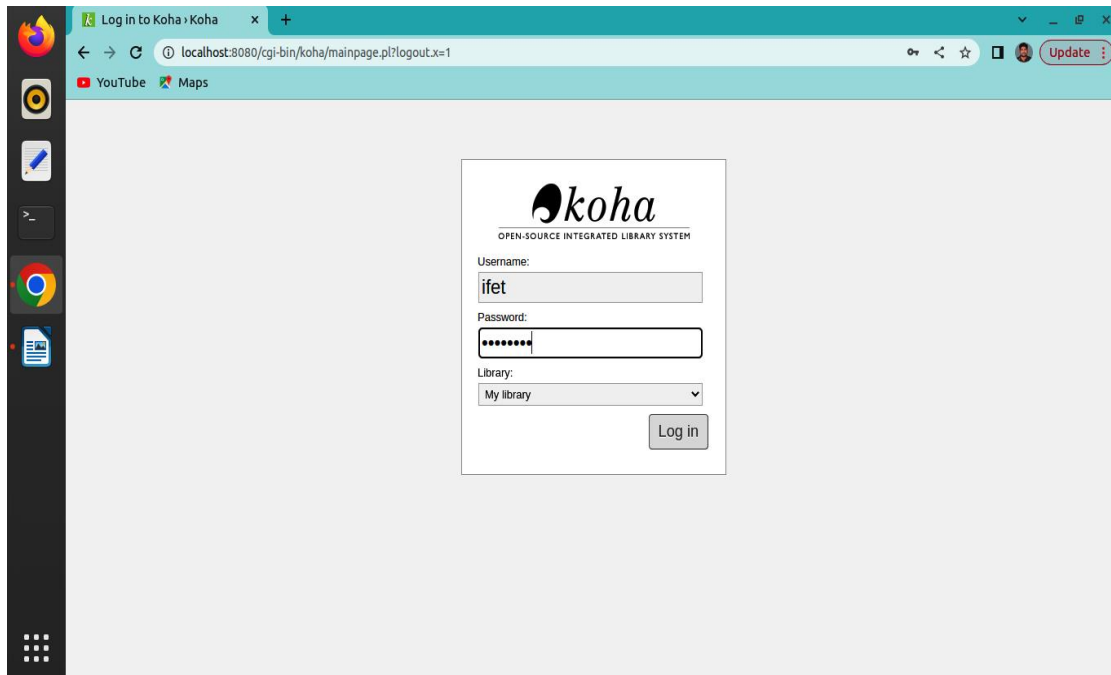 Log in to Koha › Koha
localhost:8080/cgi-bin/koha/mainpage.pl?logout.x=1
Update
YouTube
Maps
koha
OPEN-SOURCE INTEGRATED LIBRARY SYSTEM
Username:
ifet
Password:
••••••••
Library:
My library
Log in